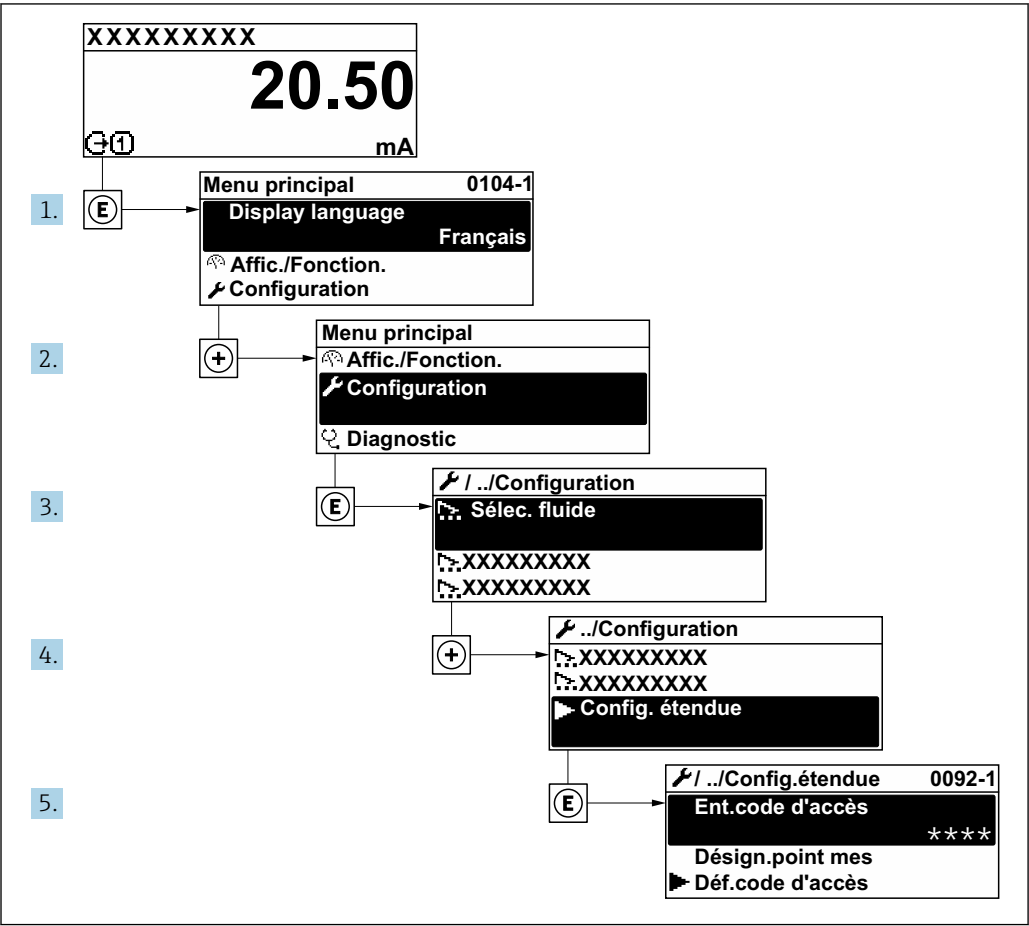 XXXXXXXXX
20.50
1 mA
1.
E
Menu principal 0104-1
Display language
Français
Affic./Fonction.
Configuration
2.
+
Menu principal
Affic./Fonction.
Configuration
Diagnostic
3.
E
/ ../Configuration
Sélec. fluide
XXXXXXXXX
XXXXXXXXX
4.
+
../Configuration
XXXXXXXXX
XXXXXXXXX
Config. étendue
5.
E
/ ../Config.étendue 0092-1
Ent.code d'accès
****
Désign.point mes
Déf.code d'accès